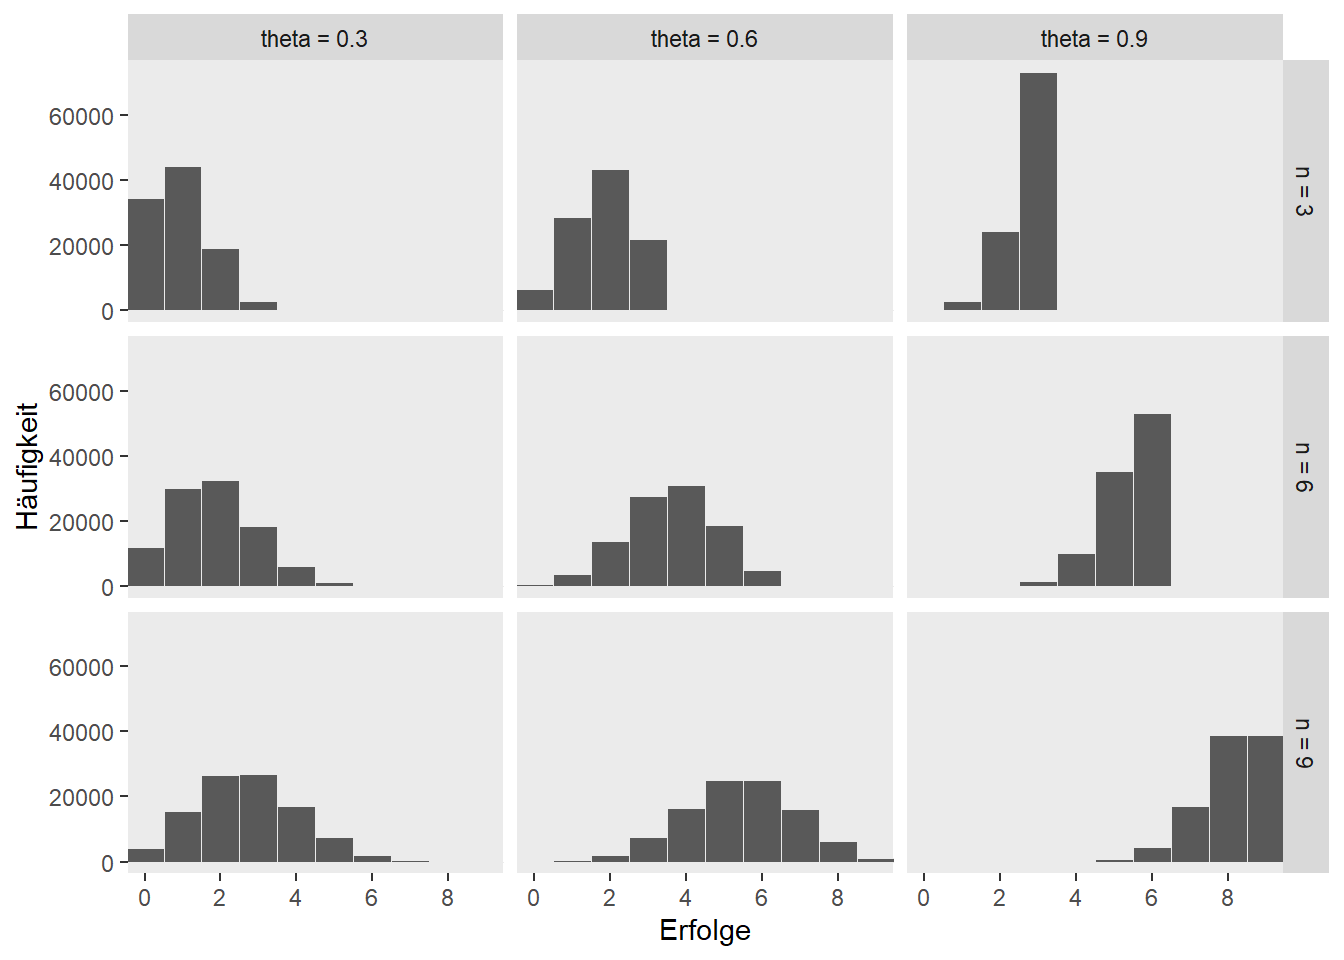 theta = 0.3
theta = 0.6
theta = 0.9
60000
40000
20000
0
n = 3
60000
40000
20000
0
n = 6
Häufigkeit
60000
40000
20000
0
n = 9
0 2 4 6 8
0 2 4 6 8
0 2 4 6 8
Erfolge